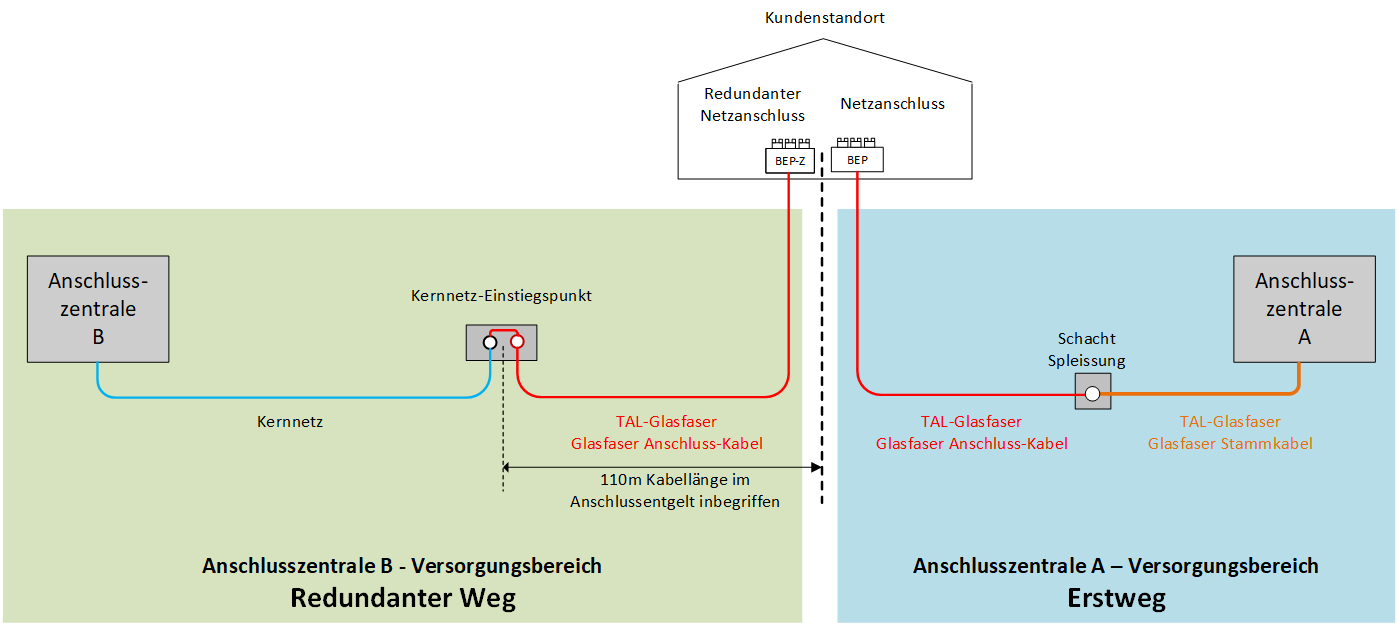 Kundenstandort
Redundanter
Netzanschluss
Netzanschluss
BEP-Z
BEP
Anschluss-
zentrale
B
Kernnetz-Einstiegspunkt
Kernnetz
TAL-Glasfaser
Glasfaser Anschluss-Kabel
110m Kabellänge im
Anschlussentgelt inbegriffen
Anschlusszentrale B - Versorgungsbereich
Redundanter Weg
Anschluss-
zentrale
A
Schacht
Spleissung
TAL-Glasfaser
Glasfaser Anschluss-Kabel
TAL-Glasfaser
Glasfaser Stammkabel
Anschlusszentrale A – Versorgungsbereich
Erstweg